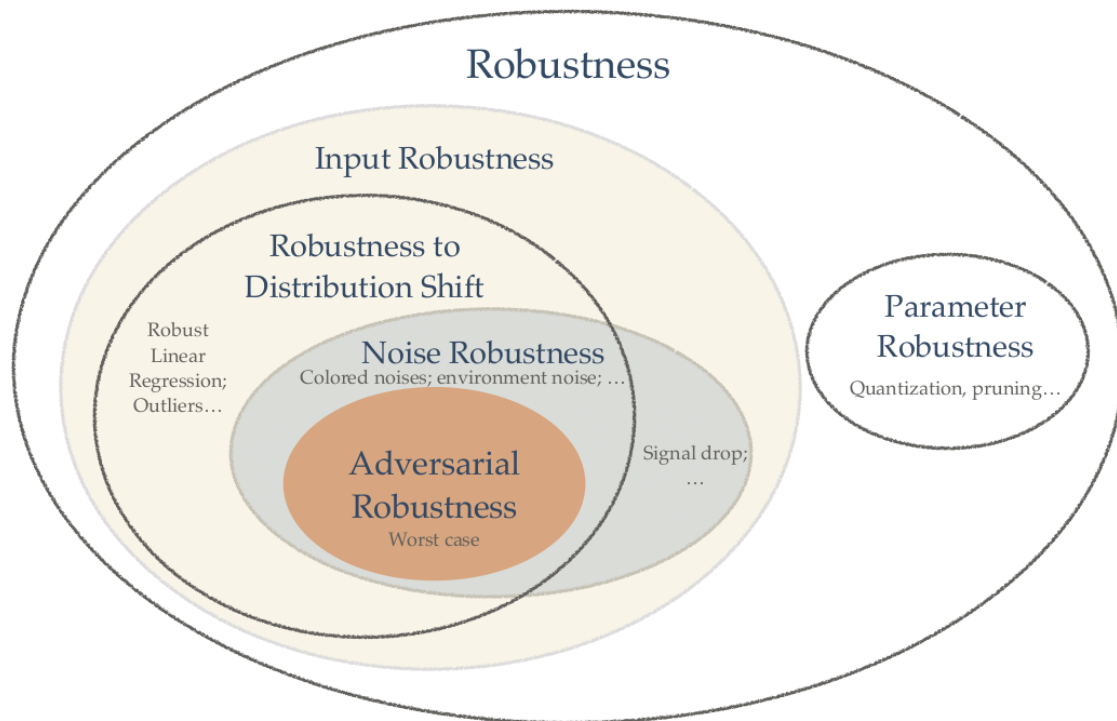 Robustness
Input Robustness
Robustness to
Distribution Shift
Robust
Linear
Regression;
Outliers…
Noise Robustness
Colored noises; environment noise; …
Adversarial
Robustness
Worst case
Signal drop;
…
Parameter
Robustness
Quantization, pruning…